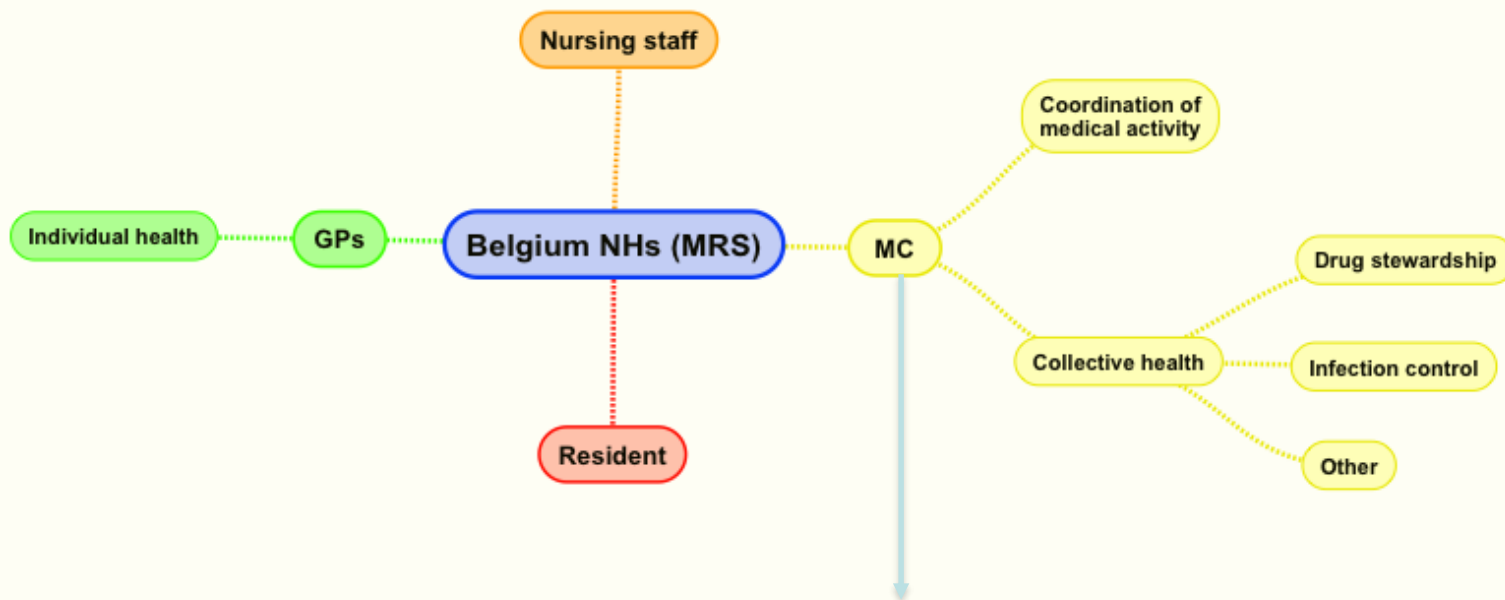 Nursing staff
Coordination of
medical activity
Individual health
GPs
Belgium NHs (MRS)
MC
Drug stewardship
Collective health
Infection control
Resident
Other